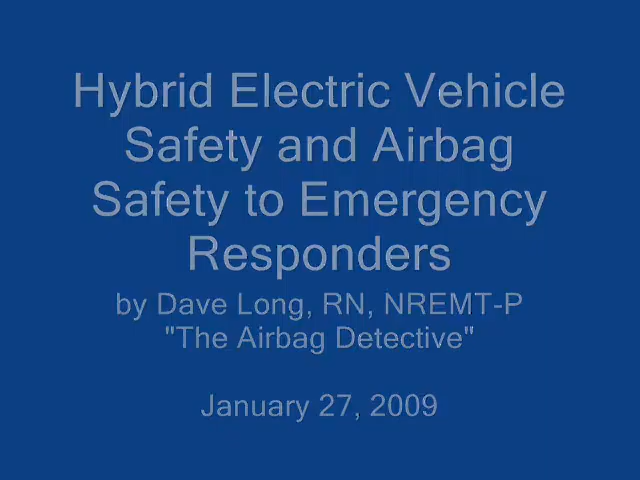 Hybrid Electric Vehicle
Safety and Airbag
Safety to Emergency
Responders
by Dave Long, RN, NREMT-P
"The Airbag Detective"
January 27, 2009